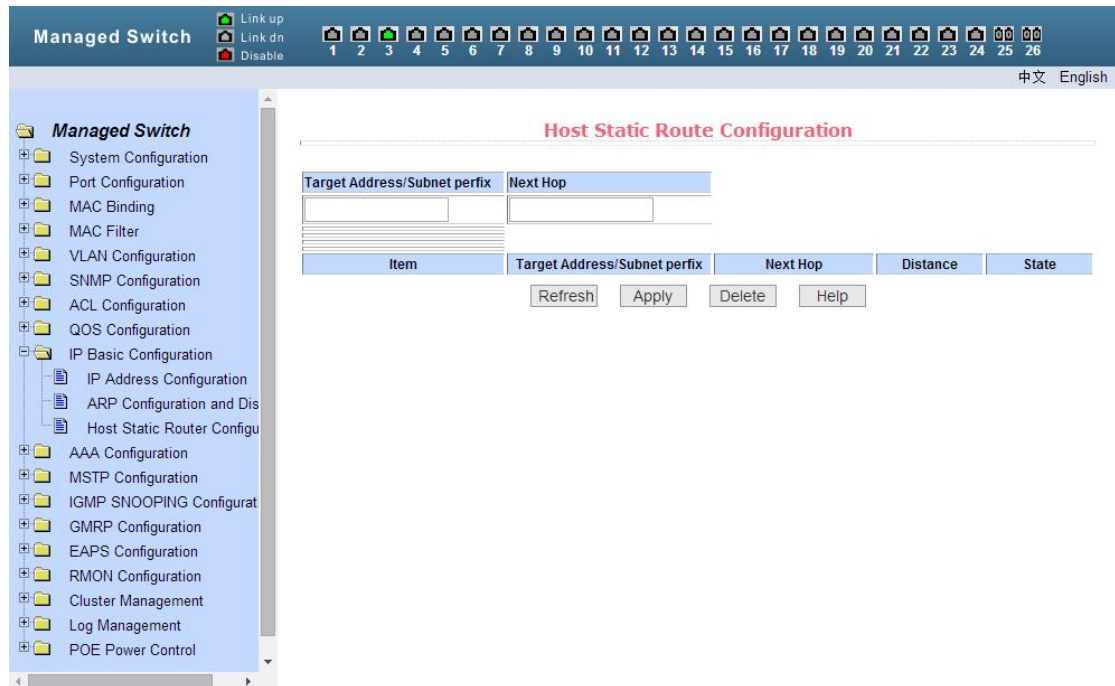 Managed Switch
Link up
Link dn
Disable
1 2 3 4 5 6 7 8 9 10 11 12 13 14 15 16 17 18 19 20 21 22 23 24 25 26
中文 English
Managed Switch
System Configuration
Port Configuration
MAC Binding
MAC Filter
VLAN Configuration
SNMP Configuration
ACL Configuration
QOS Configuration
IP Basic Configuration
IP Address Configuration
ARP Configuration and Dis
Host Static Router Configu
AAA Configuration
MSTP Configuration
IGMP SNOOPING Configurat
GMRP Configuration
EAPS Configuration
RMON Configuration
Cluster Management
Log Management
POE Power Control
Host Static Route Configuration
Target Address/Subnet perfix Next Hop
Item Target Address/Subnet perfix Next Hop Distance State
Refresh Apply Delete Help